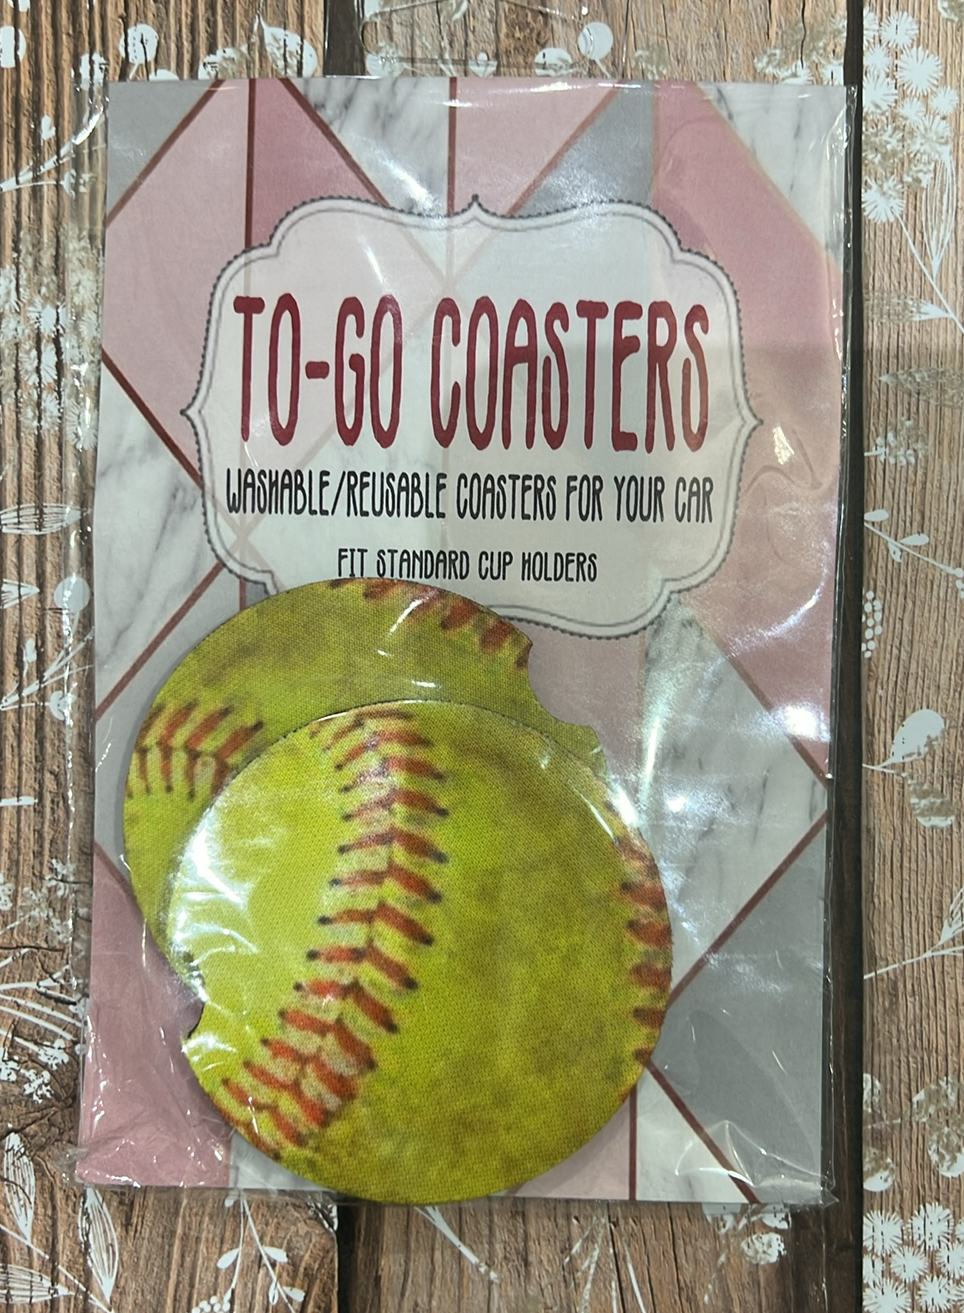 TO-GO COASTERS
WASHABLE/REUSABLE COASTERS FOR YOUR CAR
FIT STANDARD CUP HOLDERS